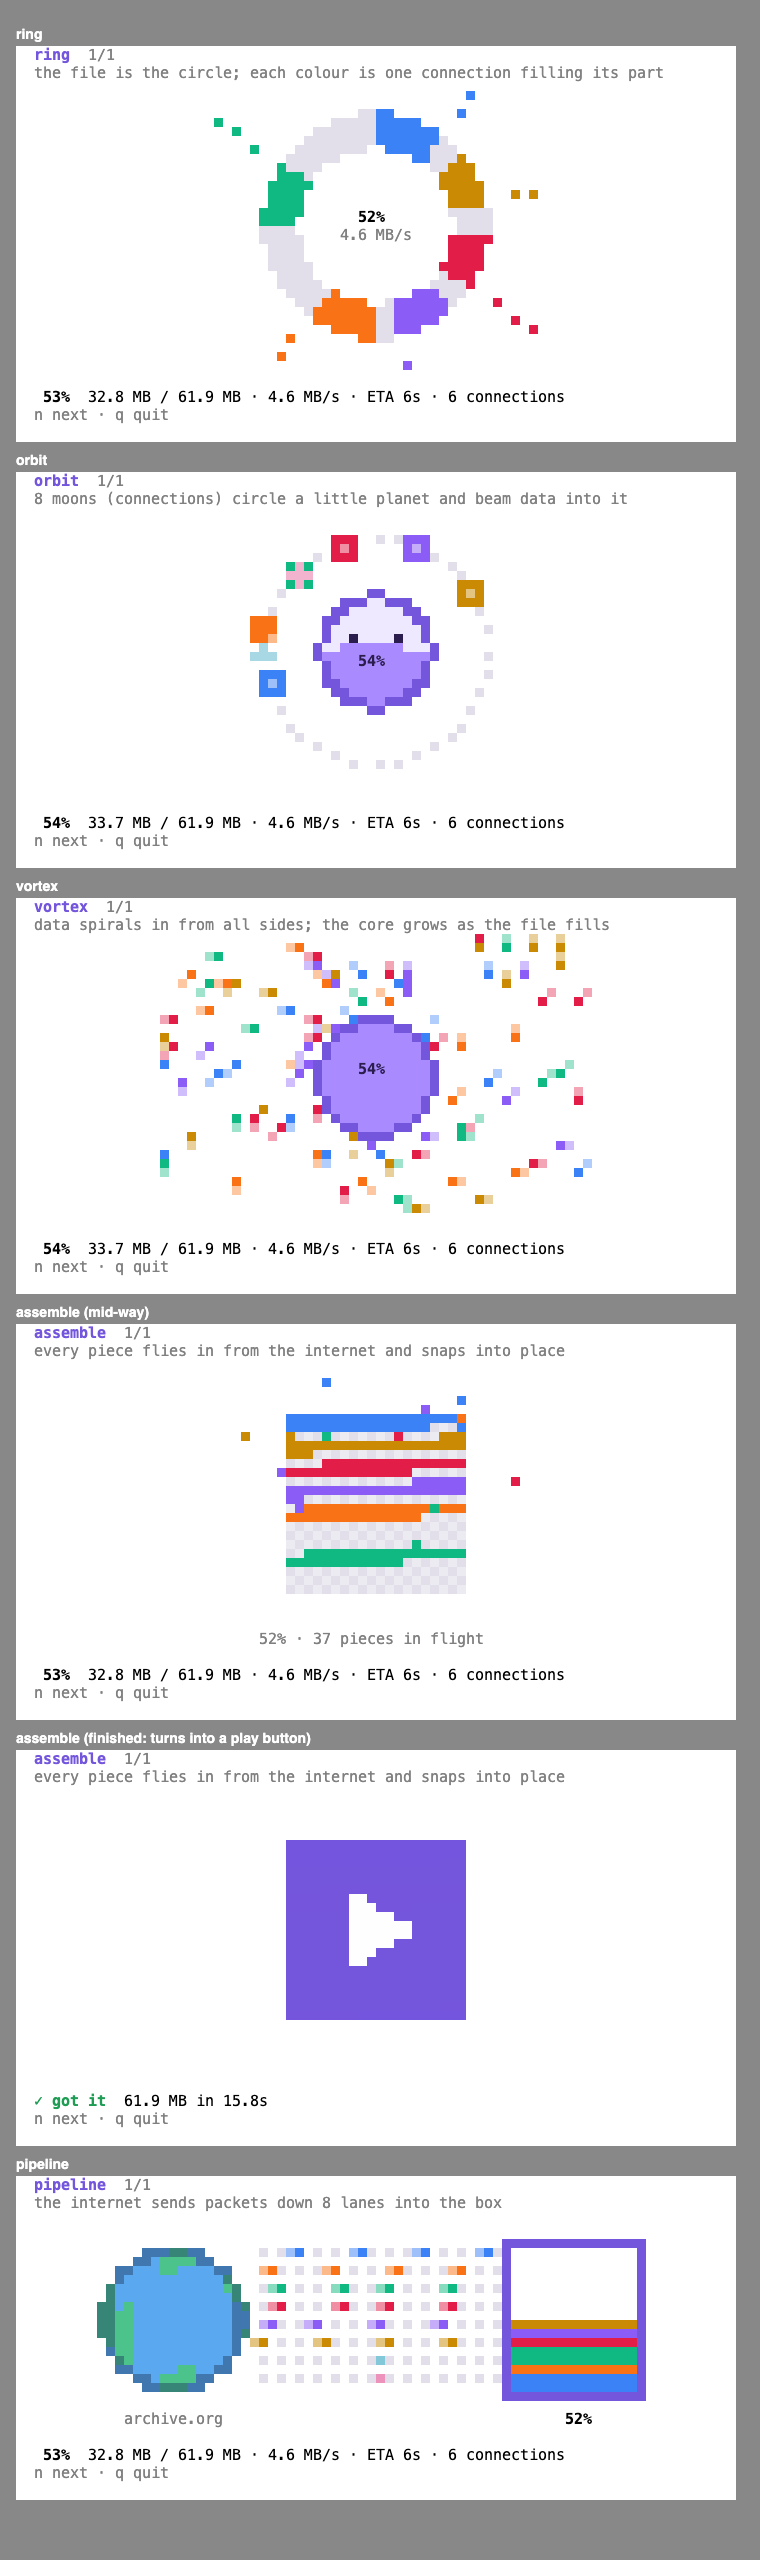 ring
ring 1/1
the file is the circle; each colour is one connection filling its part
52%
4.6 MB/s
53% 32.8 MB / 61.9 MB · 4.6 MB/s · ETA 6s · 6 connections
n next · q quit
orbit
orbit 1/1
8 moons (connections) circle a little planet and beam data into it
54%
54% 33.7 MB / 61.9 MB · 4.6 MB/s · ETA 6s · 6 connections
n next · q quit
vortex
vortex 1/1
data spirals in from all sides; the core grows as the file fills
54%
54% 33.7 MB / 61.9 MB · 4.6 MB/s · ETA 6s · 6 connections
n next · q quit
assemble (mid-way)
assemble 1/1
every piece flies in from the internet and snaps into place
52% · 37 pieces in flight
53% 32.8 MB / 61.9 MB · 4.6 MB/s · ETA 6s · 6 connections
n next · q quit
assemble (finished: turns into a play button)
assemble 1/1
every piece flies in from the internet and snaps into place
✓ got it 61.9 MB in 15.8s
n next · q quit
pipeline
pipeline 1/1
the internet sends packets down 8 lanes into the box
archive.org
52%
53% 32.8 MB / 61.9 MB · 4.6 MB/s · ETA 6s · 6 connections
n next · q quit